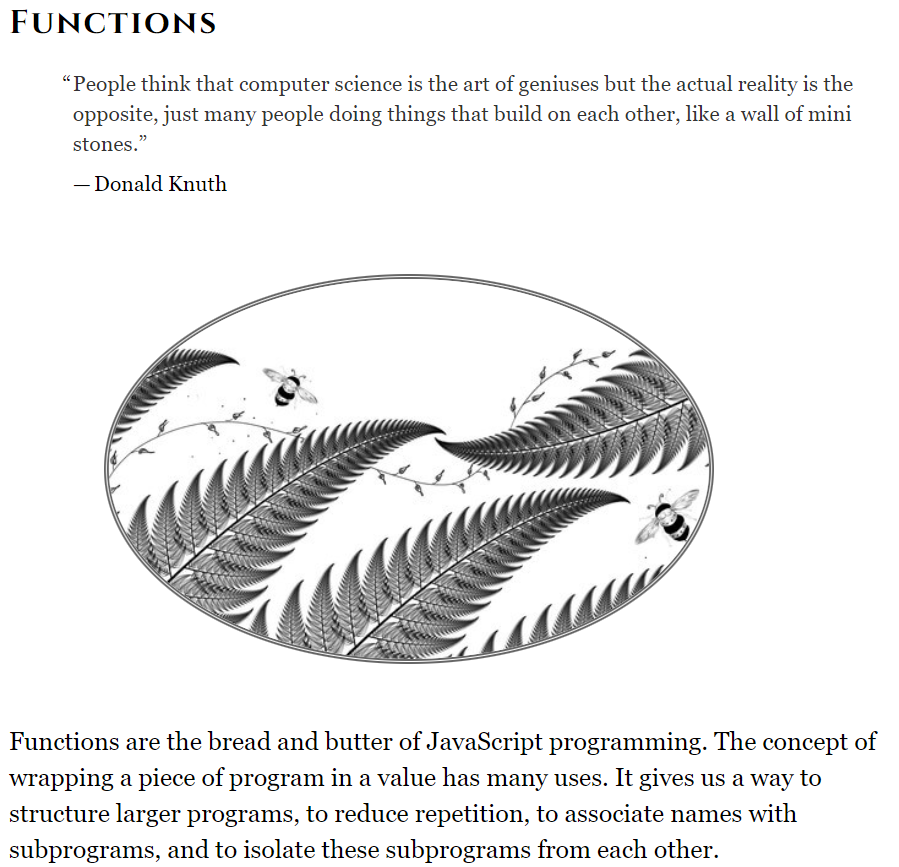 FUNCTIONS
“People think that computer science is the art of geniuses but the actual reality is the
opposite, just many people doing things that build on each other, like a wall of mini
stones.”
— Donald Knuth
Functions are the bread and butter of JavaScript programming. The concept of
wrapping a piece of program in a value has many uses. It gives us a way to
structure larger programs, to reduce repetition, to associate names with
subprograms, and to isolate these subprograms from each other.